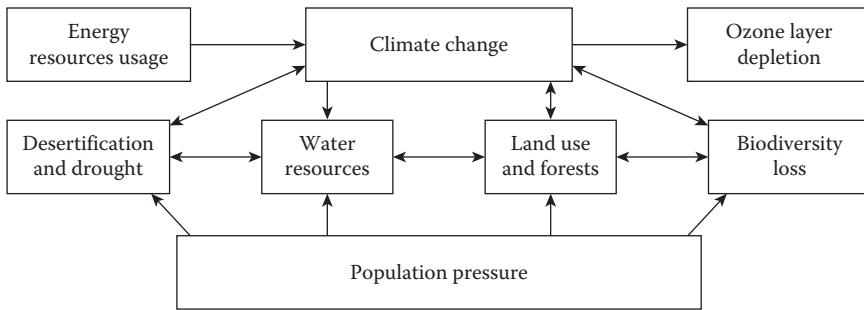 Energy
resources usage
Climate change
Ozone layer
depletion
Desertification
and drought
Water
resources
Land use
and forests
Biodiversity
loss
Population pressure